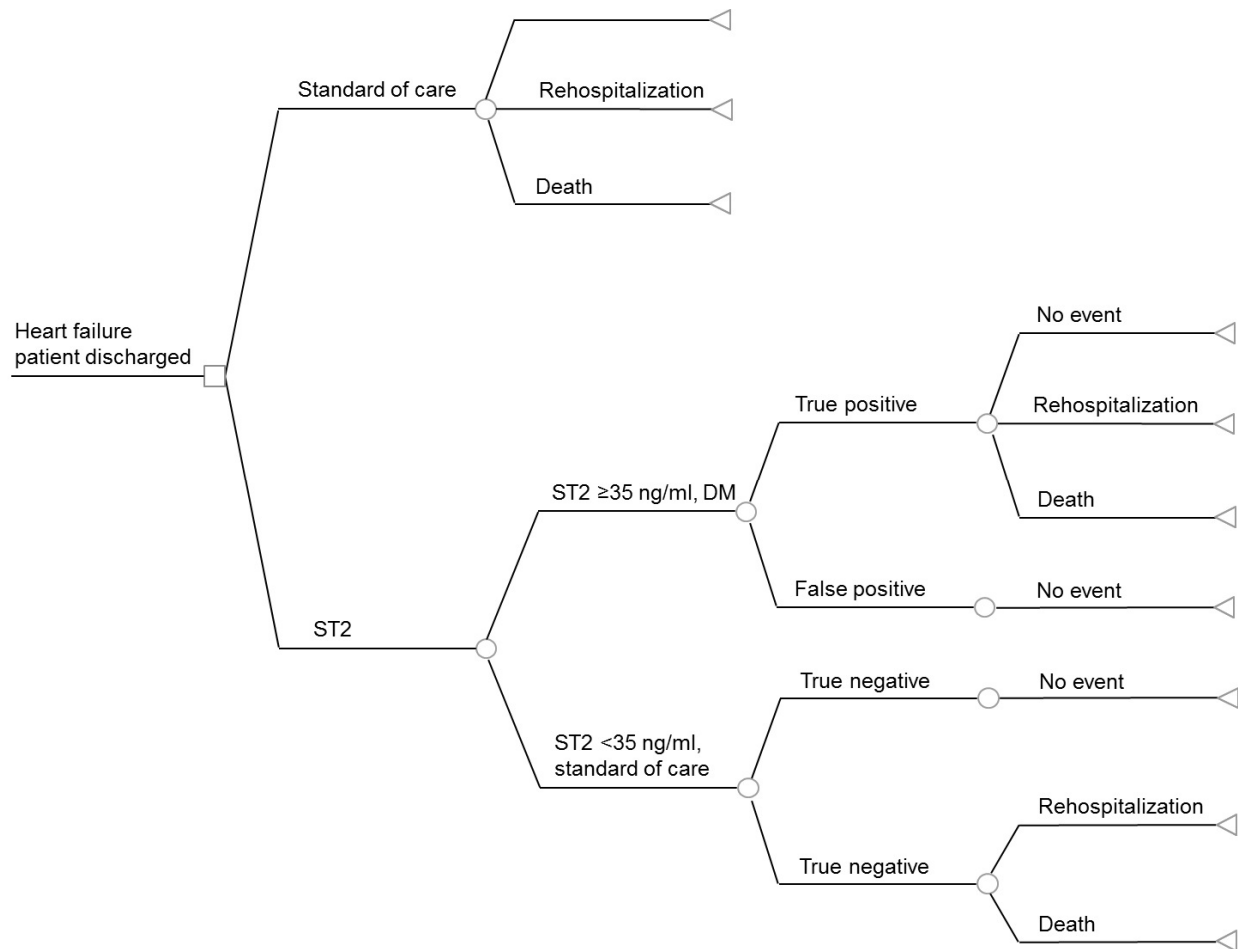 Standard of care
Rehospitalization
Death
Heart failure
patient discharged
No event
True positive
Rehospitalization
ST2 ≥35 ng/ml, DM
Death
False positive
No event
ST2
True negative
No event
ST2 <35 ng/ml,
standard of care
Rehospitalization
True negative
Death